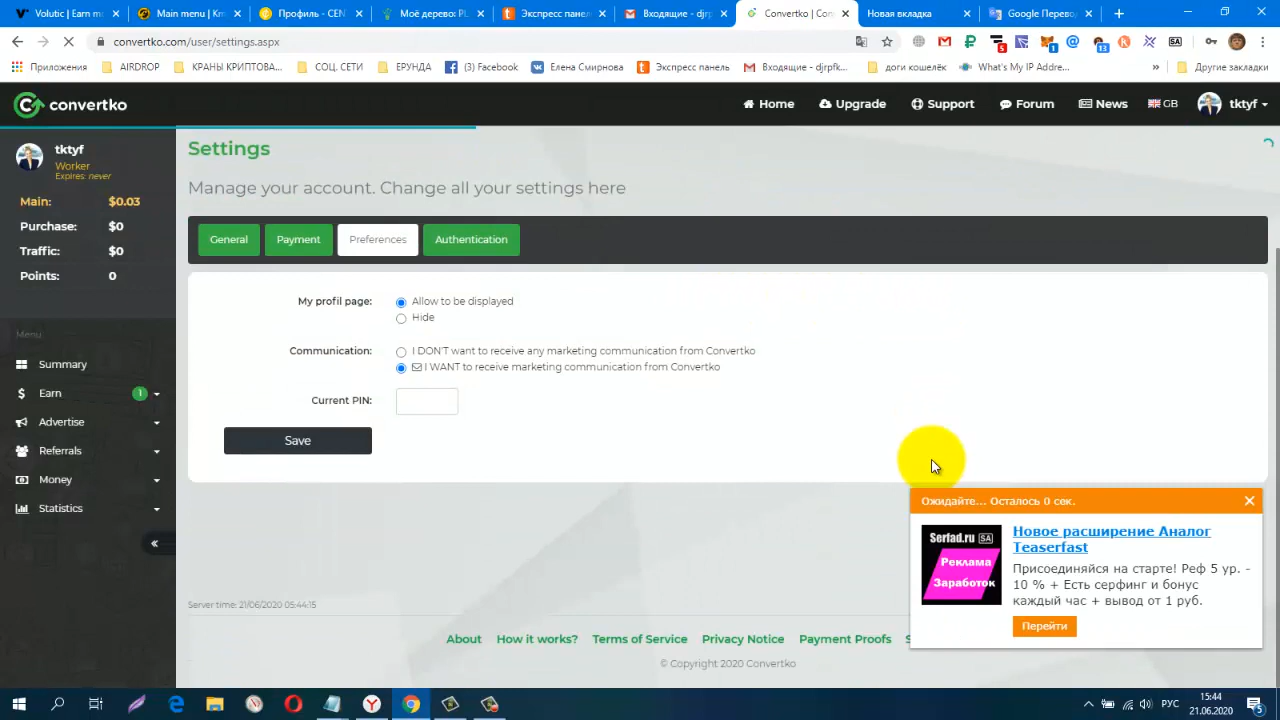 Volutic | Мен
Main menu | Km
Профиль - CEN
Моё дерево PL
Экспресс панел
Входящие - djrp
Convertko | Con
Новая вкладка
Google Перево
convertko.com/user/settings.aspx
5
1
13
SA
Приложения
AIRDROP
КРАНЫ КРИПТОВА...
СОЦ. СЕТИ
ЕРУНДА
(3) Facebook
Елена Смирнова
Экспресс панель
Входящие - djrpfk...
доги кошелёк
What's My IP Addre...
»
Другие закладки
convertko
Home
Upgrade
Support
Forum
News
GB
tktyf
tktyf
Worker
Expires: never
Main: $0.03
Purchase: $0
Traffic: $0
Points: 0
Menu
Summary
Earn 1
Advertise
Referrals
Money
Statistics
«
Settings
Manage your account. Change all your settings here
General Payment Preferences Authentication
My profil page: Allow to be displayed
Hide
Communication: I DON'T want to receive any marketing communication from Convertko
I WANT to receive marketing communication from Convertko
Current PIN:
Save
Ожидайте... Осталось 0 сек.
Serfad.ru SA
Реклама
Заработок
Новое расширение Аналог
Teaserfast
Присоединяйся на старте! Реф 5 ур. -
10 % + Есть серфинг и бонус
каждый час + вывод от 1 руб.
Перейти
Server time: 21/06/2020 05:44:15
About How it works? Terms of Service Privacy Notice Payment Proofs S
© Copyright 2020 Convertko
РУС
15:44
21.06.2020
5